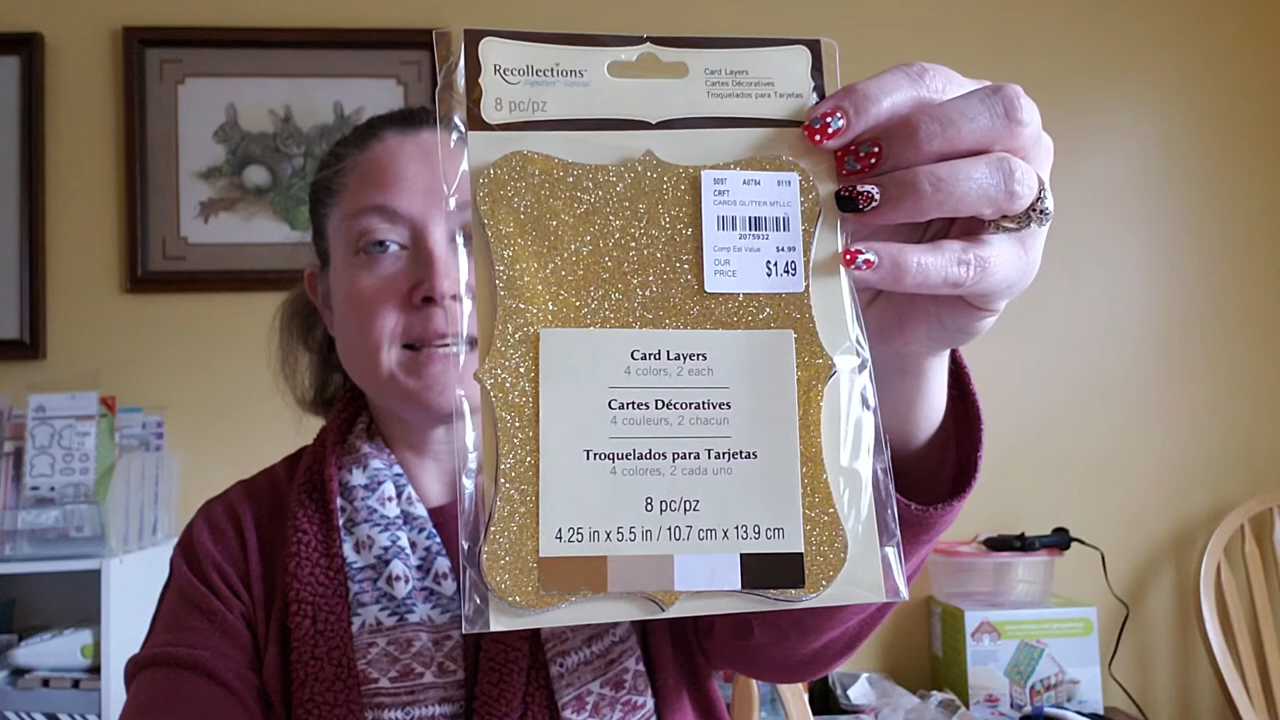 Recollections
8 pc/pz
Card Layers
Cartes Décoratives
Troquelados para Tarjetas
5097 A0784 0119
CRFT
CARDS GLITTER MTLLC
2075932
Comp Est Value $4.99
OUR
PRICE $1.49
Card Layers
4 colors, 2 each
Cartes Décoratives
4 couleurs, 2 chacun
Troquelados para Tarjetas
4 colores, 2 cada uno
8 pc/pz
4.25 in x 5.5 in / 10.7 cm x 13.9 cm